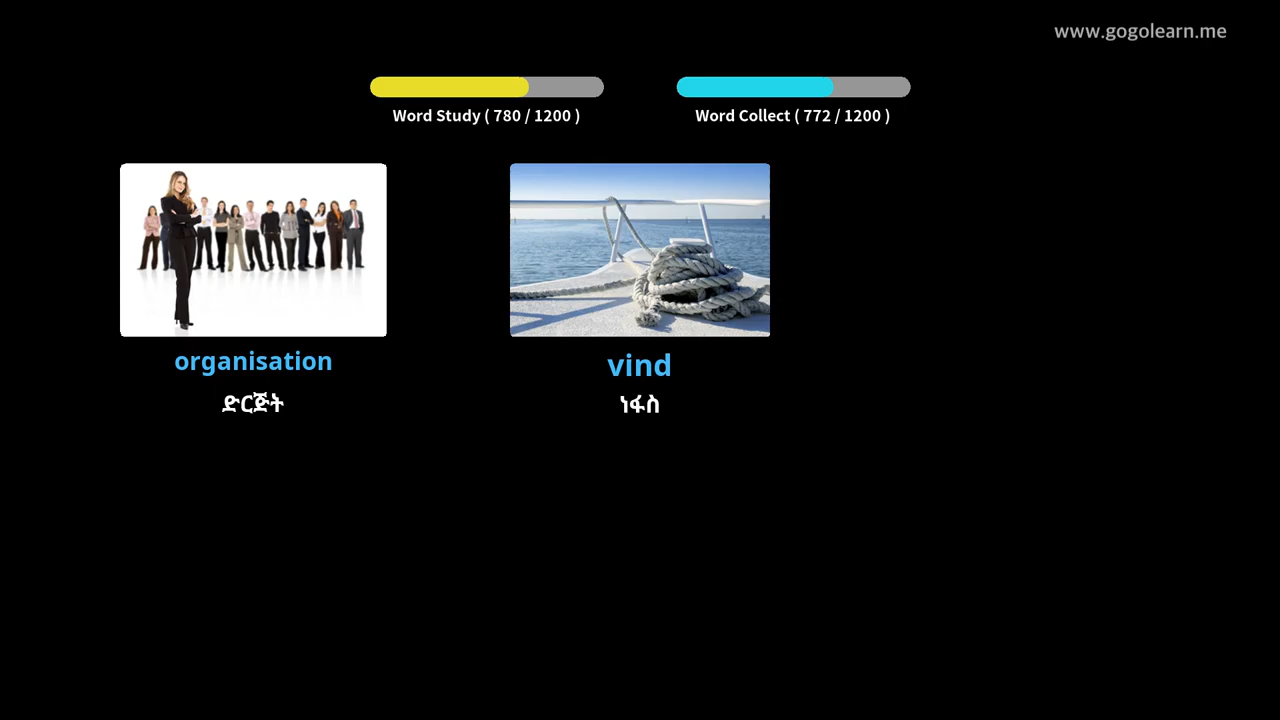 www.gogolearn.me
Word Study ( 780 / 1200 )
Word Collect ( 772 / 1200 )
organisation
ድርጅት
vind
ነፋስ